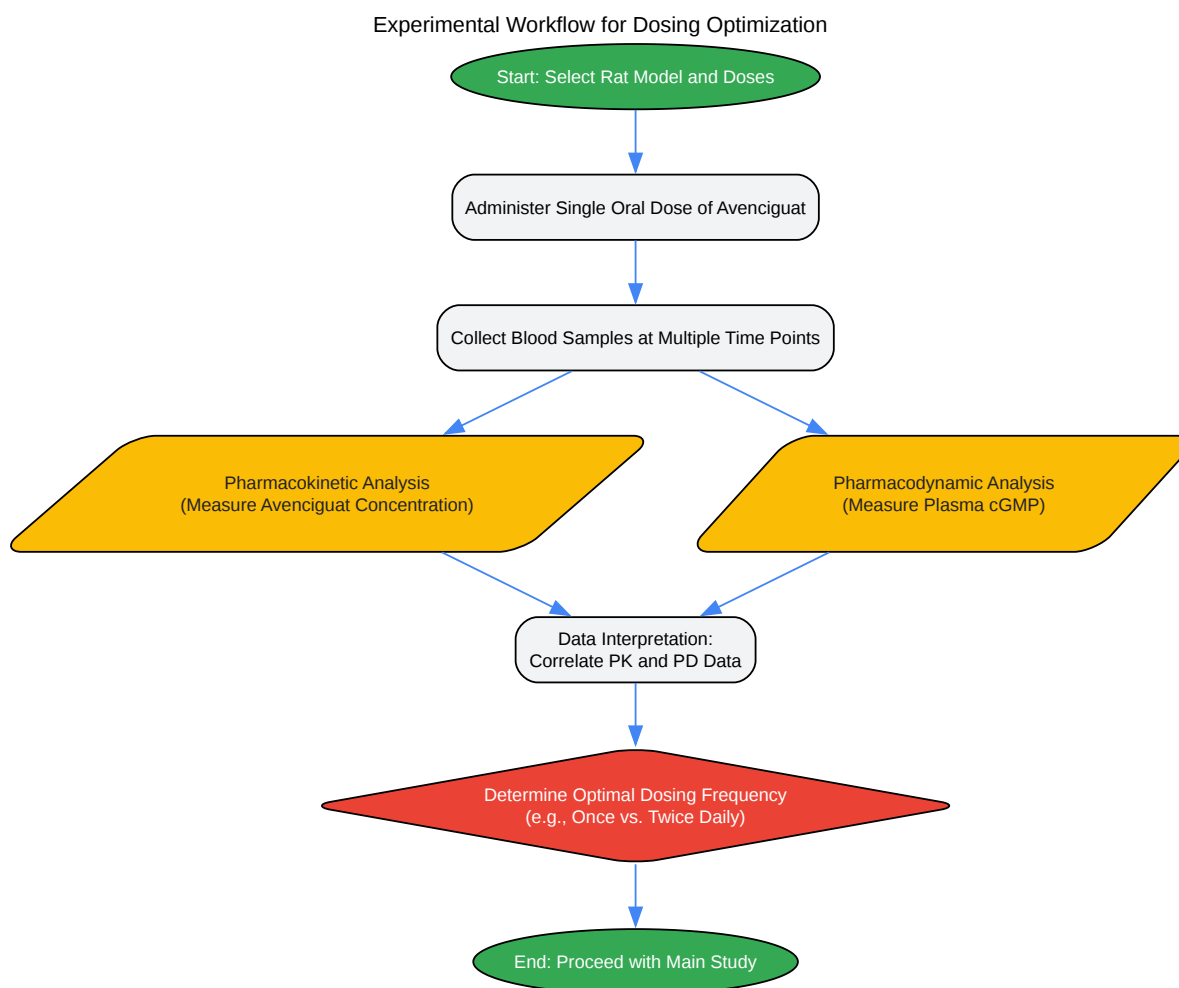 Experimental Workflow for Dosing Optimization
Start: Select Rat Model and Doses
Administer Single Oral Dose of Avenciguat
Collect Blood Samples at Multiple Time Points
Pharmacokinetic Analysis
(Measure Avenciguat Concentration)
Pharmacodynamic Analysis
(Measure Plasma cGMP)
Data Interpretation:
Correlate PK and PD Data
Determine Optimal Dosing Frequency
(e.g., Once vs. Twice Daily)
End: Proceed with Main Study